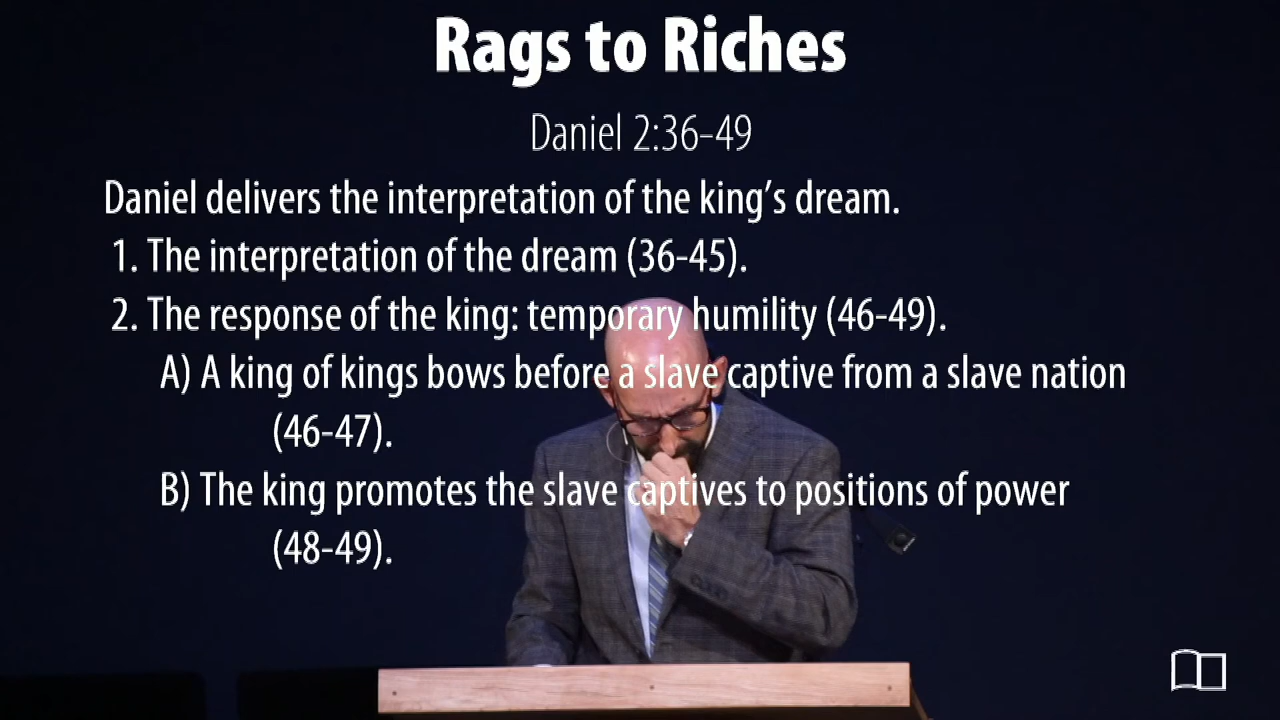 Rags to Riches
Daniel 2:36-49
Daniel delivers the interpretation of the king’s dream.
1. The interpretation of the dream (36-45).
2. The response of the king: temporary humility (46-49).
A) A king of kings bows before a slave captive from a slave nation
(46-47).
B) The king promotes the slave captives to positions of power
(48-49).